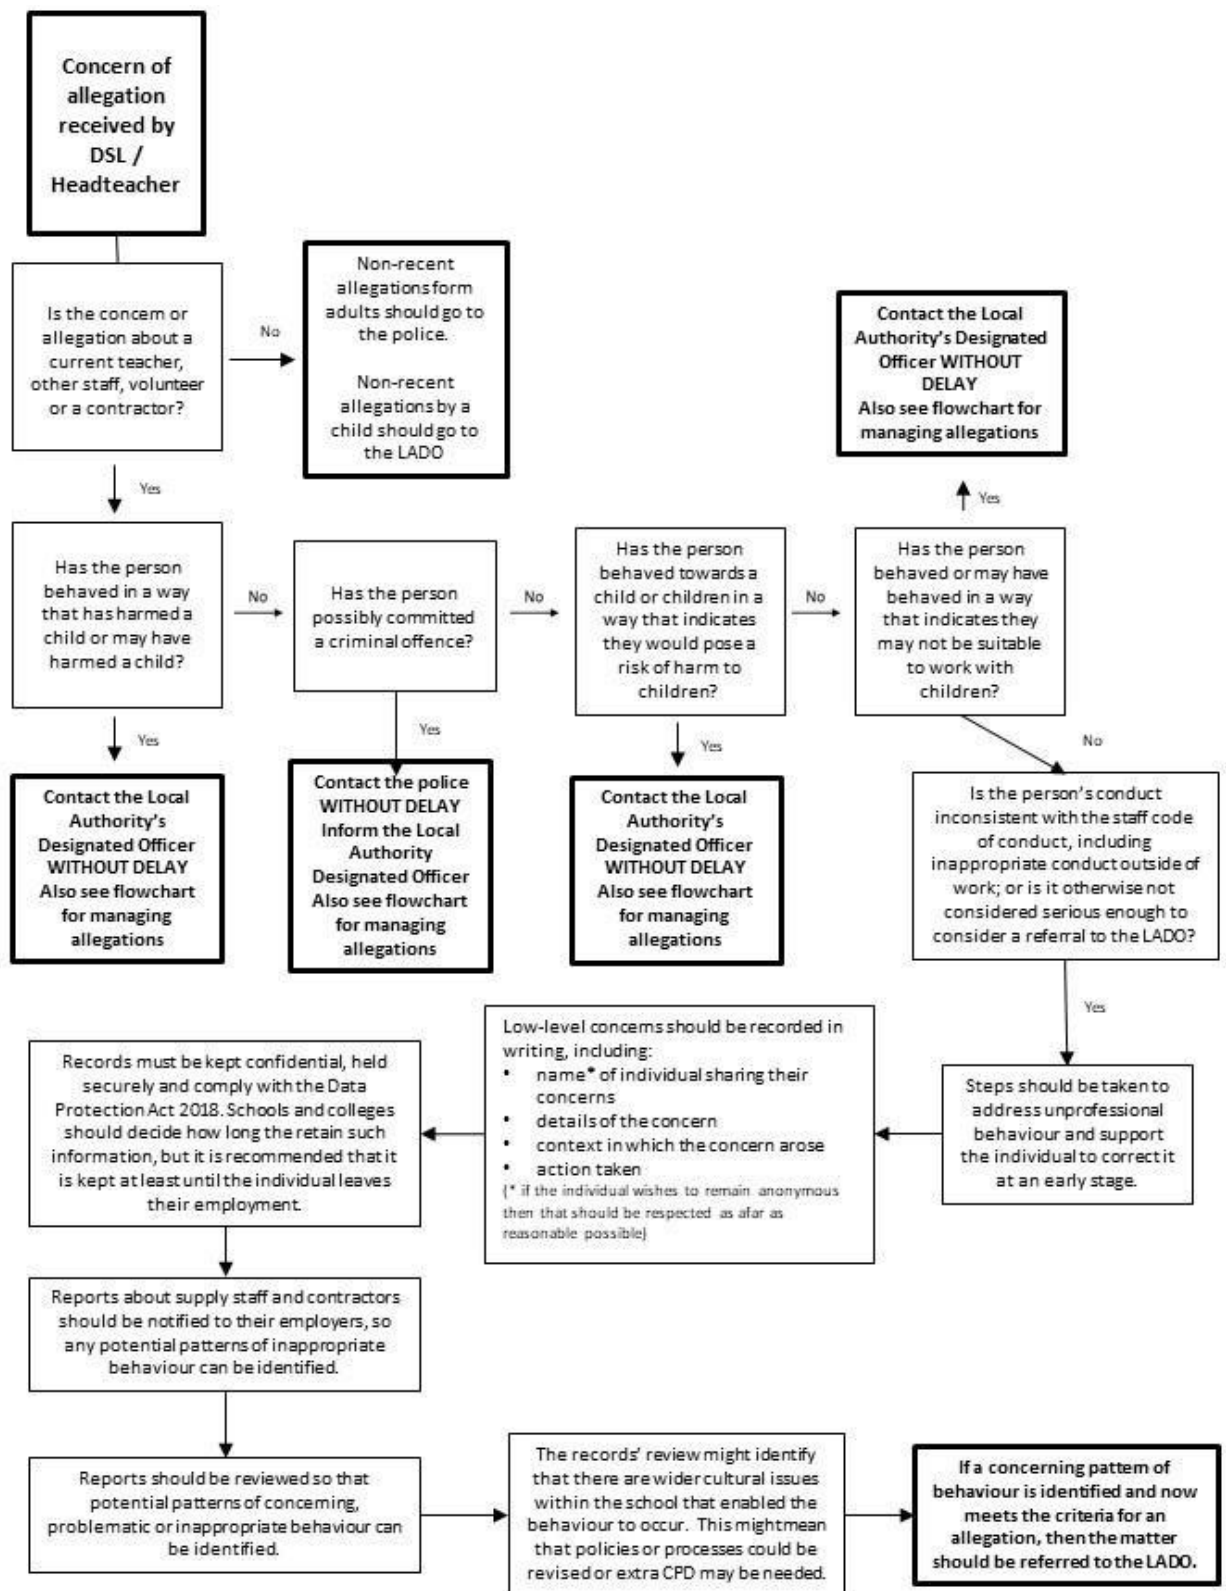 Concern of
allegation
received by
DSL /
Headteacher
Is the concern or
allegation about a
current teacher,
other staff, volunteer
or a contractor?
No
Non-recent
allegations form
adults should go to
the police.
Non-recent
allegations by a
child should go to
the LADO
Contact the Local
Authority's Designated
Officer WITHOUT
DELAY
Also see flowchart for
managing allegations
Yes
Yes
Has the person
behaved in a way
that has harmed a
child or may have
harmed a child?
No
Has the person
possibly committed
a criminal offence?
No
Has the person
behaved towards a
child or children in a
way that indicates
they would pose a
risk of harm to
children?
No
Has the person
behaved or may have
behaved in a way
that indicates they
may not be suitable
to work with
children?
Yes
Yes
Yes
No
Contact the Local
Authority's
Designated Officer
WITHOUT DELAY
Also see flowchart
for managing
allegations
Contact the police
WITHOUT DELAY
Inform the Local
Authority
Designated Officer
Also see flowchart
for managing
allegations
Contact the Local
Authority's
Designated Officer
WITHOUT DELAY
Also see flowchart
for managing
allegations
Is the person's conduct
inconsistent with the staff code
of conduct, including
inappropriate conduct outside of
work; or is it otherwise not
considered serious enough to
consider a referral to the LADO?
Yes
Steps should be taken to
address unprofessional
behaviour and support
the individual to correct it
at an early stage.
Low-level concerns should be recorded in
writing, including:
• name* of individual sharing their
concerns
• details of the concern
• context in which the concern arose
• action taken
(* if the individual wishes to remain anonymous
then that should be respected as afar as
reasonable possible)
Records must be kept confidential, held
securely and comply with the Data
Protection Act 2018. Schools and colleges
should decide how long the retain such
information, but it is recommended that it
is kept at least until the individual leaves
their employment.
Reports about supply staff and contractors
should be notified to their employers, so
any potential patterns of inappropriate
behaviour can be identified.
Reports should be reviewed so that
potential patterns of concerning,
problematic or inappropriate behaviour can
be identified.
The records' review might identify
that there are wider cultural issues
within the school that enabled the
behaviour to occur. This might mean
that policies or processes could be
revised or extra CPD may be needed.
If a concerning pattern of
behaviour is identified and now
meets the criteria for an
allegation, then the matter
should be referred to the LADO.